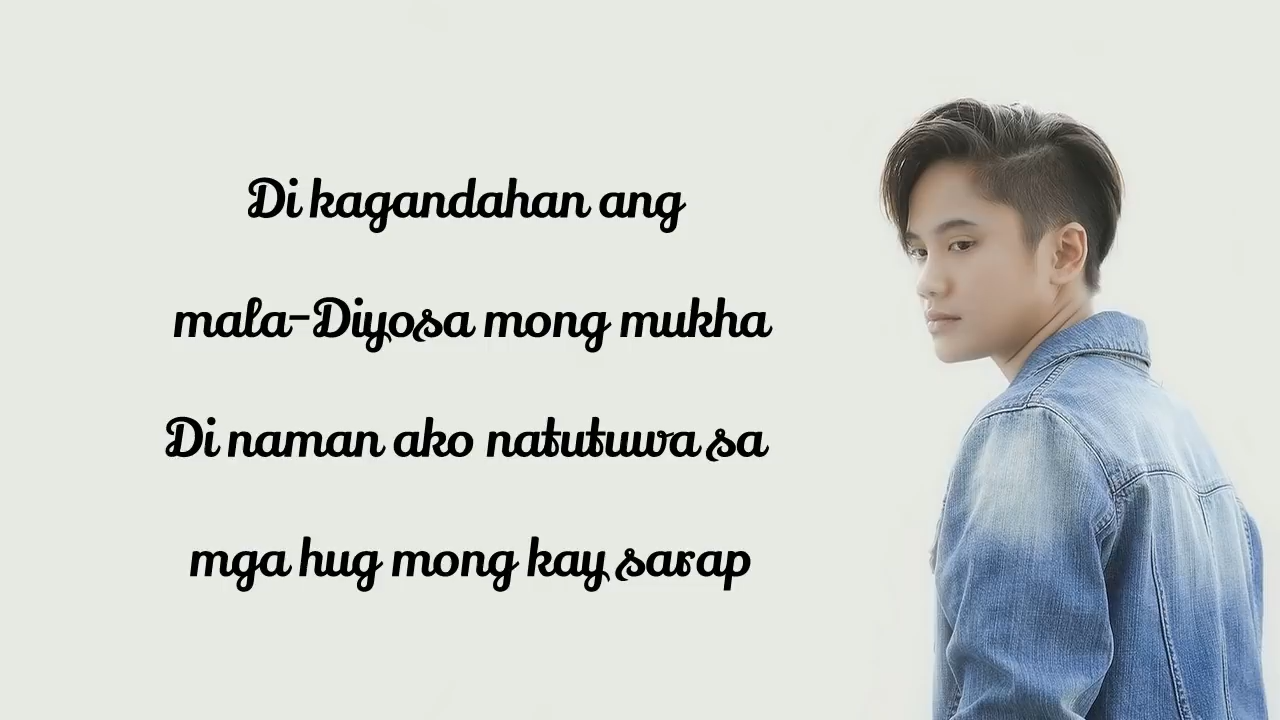 Di kagandahan ang
mala-Diyosa mong mukha
Di naman ako natutuwa sa
mga hug mong kay sarap